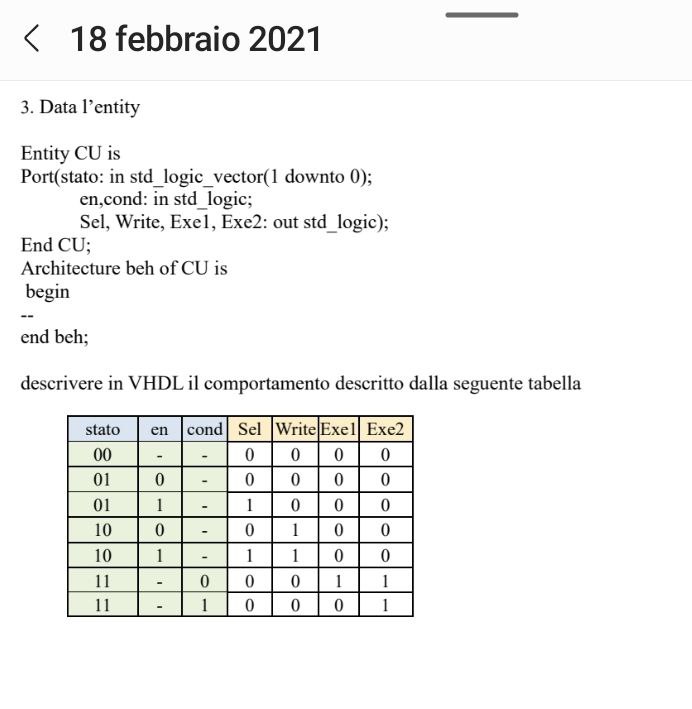 18 febbraio 2021
3. Data l'entity
Entity CU is
Port(stato: in std_logic_vector(1 downto 0);
en,cond: in std_logic;
Sel, Write, Exe1, Exe2: out std_logic);
End CU;
Architecture beh of CU is
begin
--
end beh;
descrivere in VHDL il comportamento descritto dalla seguente tabella
stato en cond Sel Write Exe1 Exe2
00 - - 0 0 0 0
01 0 - 0 0 0 0
01 1 - 1 0 0 0
10 0 - 0 1 0 0
10 1 - 1 1 0 0
11 - 0 0 0 1 1
11 - 1 0 0 0 1